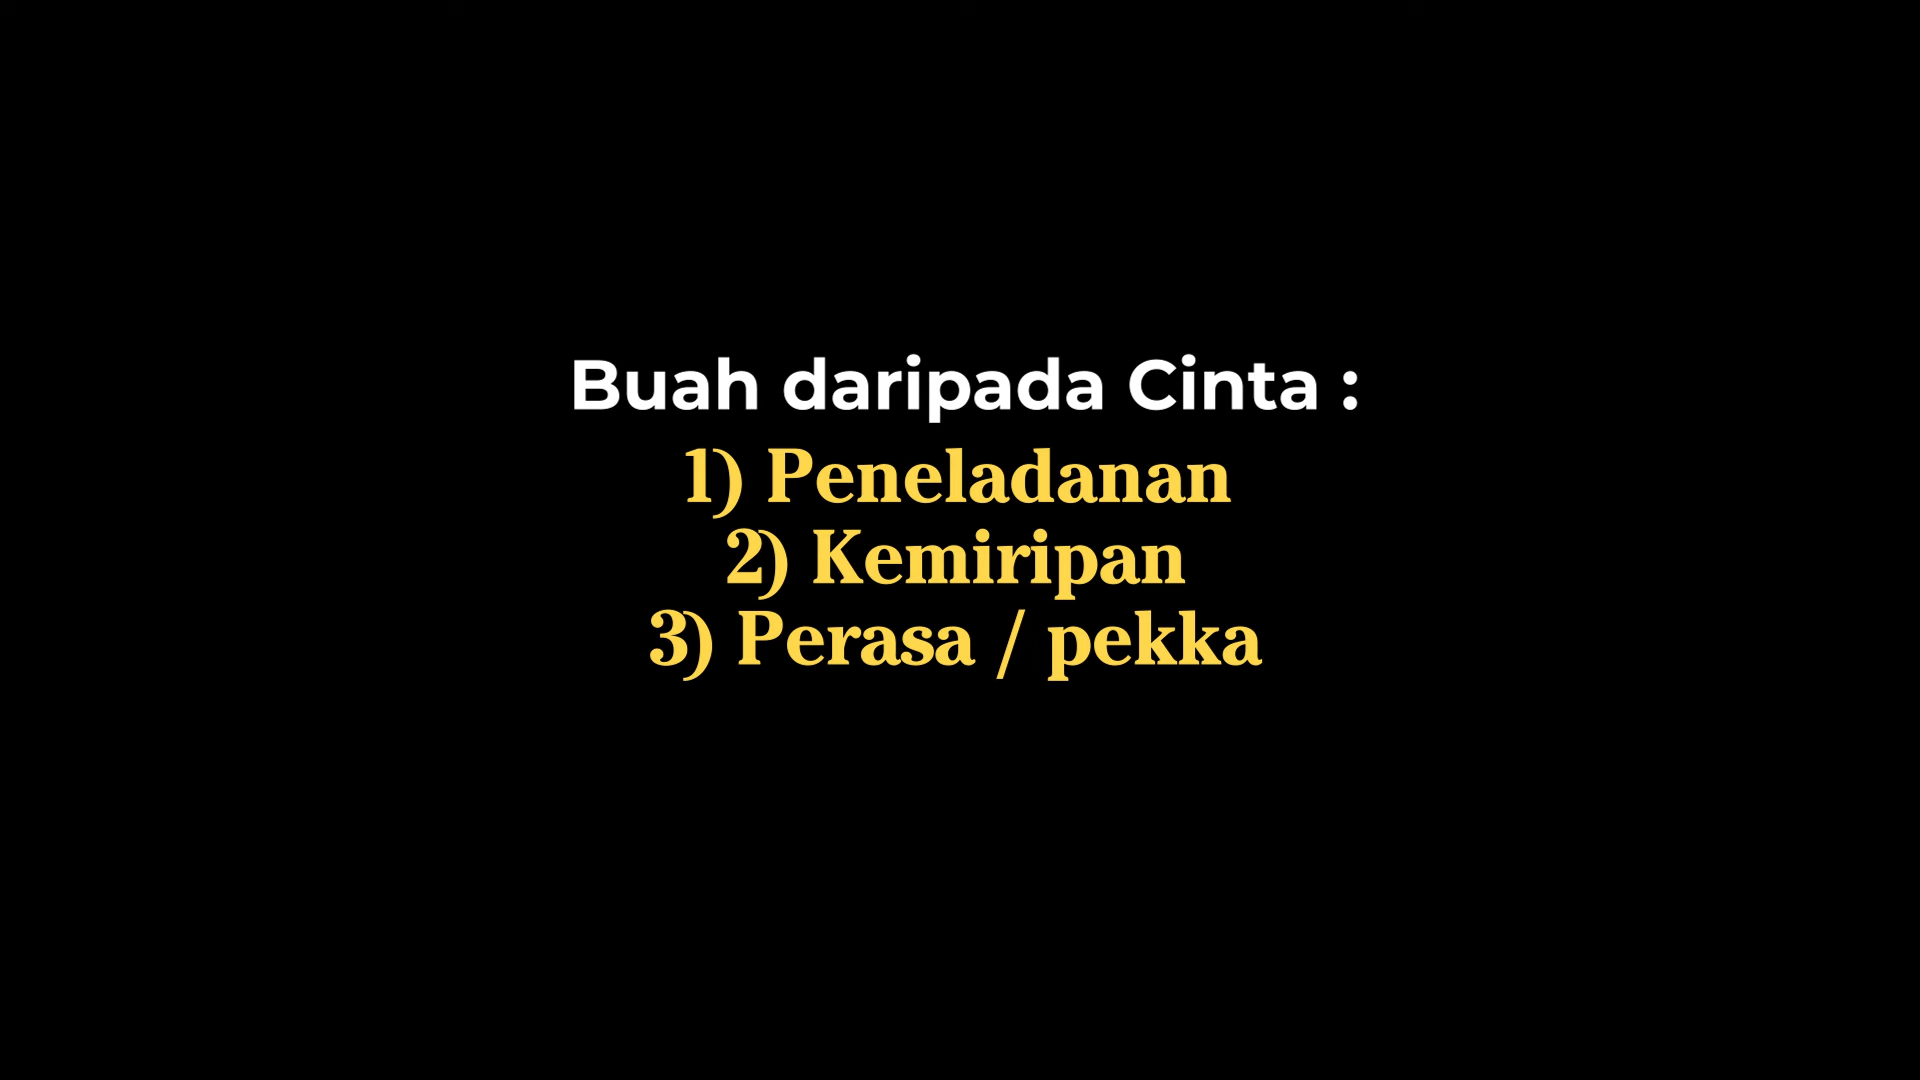 Buah daripada Cinta :
1) Peneladanan
2) Kemiripan
3) Perasa / pekka